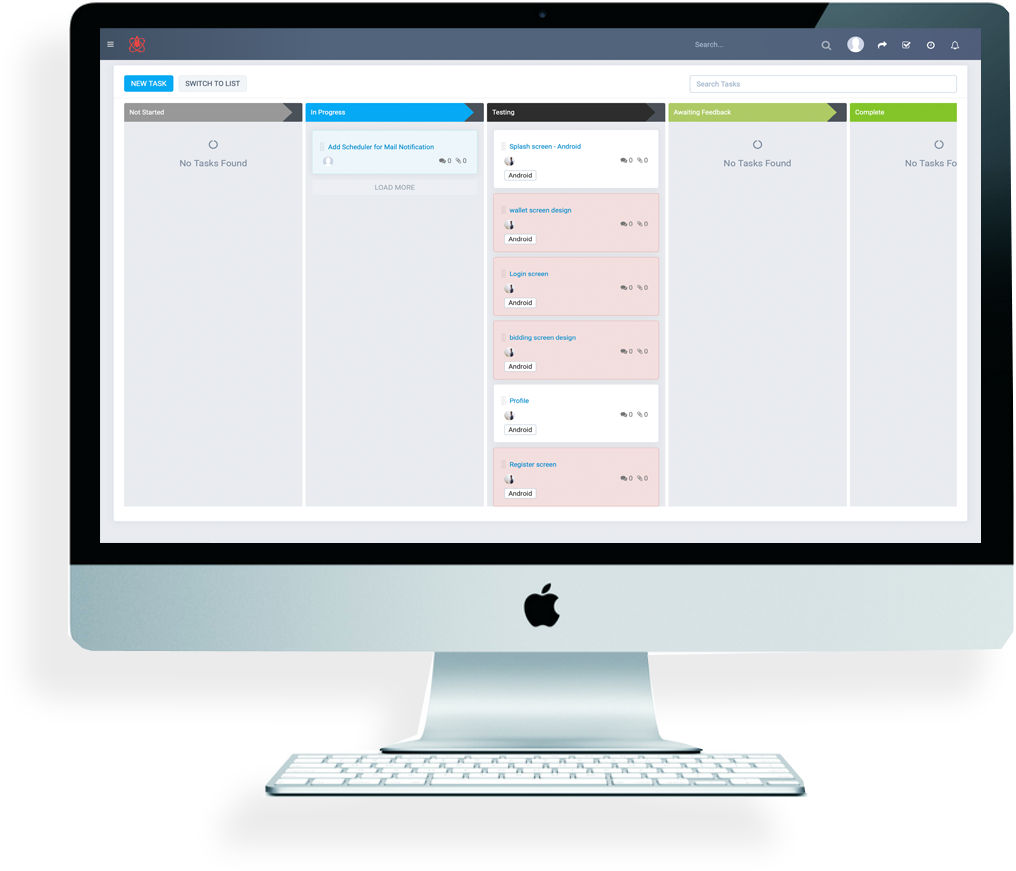 Search...
NEW TASK
SWITCH TO LIST
Search Tasks
Not Started
In Progress
Testing
Awaiting Feedback
Complete
No Tasks Found
Add Scheduler for Mail Notification
0 0
LOAD MORE
Splash screen - Android
0 0
Android
wallet screen design
0 0
Android
Login screen
0 0
Android
bidding screen design
0 0
Android
Profile
0 0
Android
Register screen
0 0
Android
No Tasks Found
No Tasks Fo